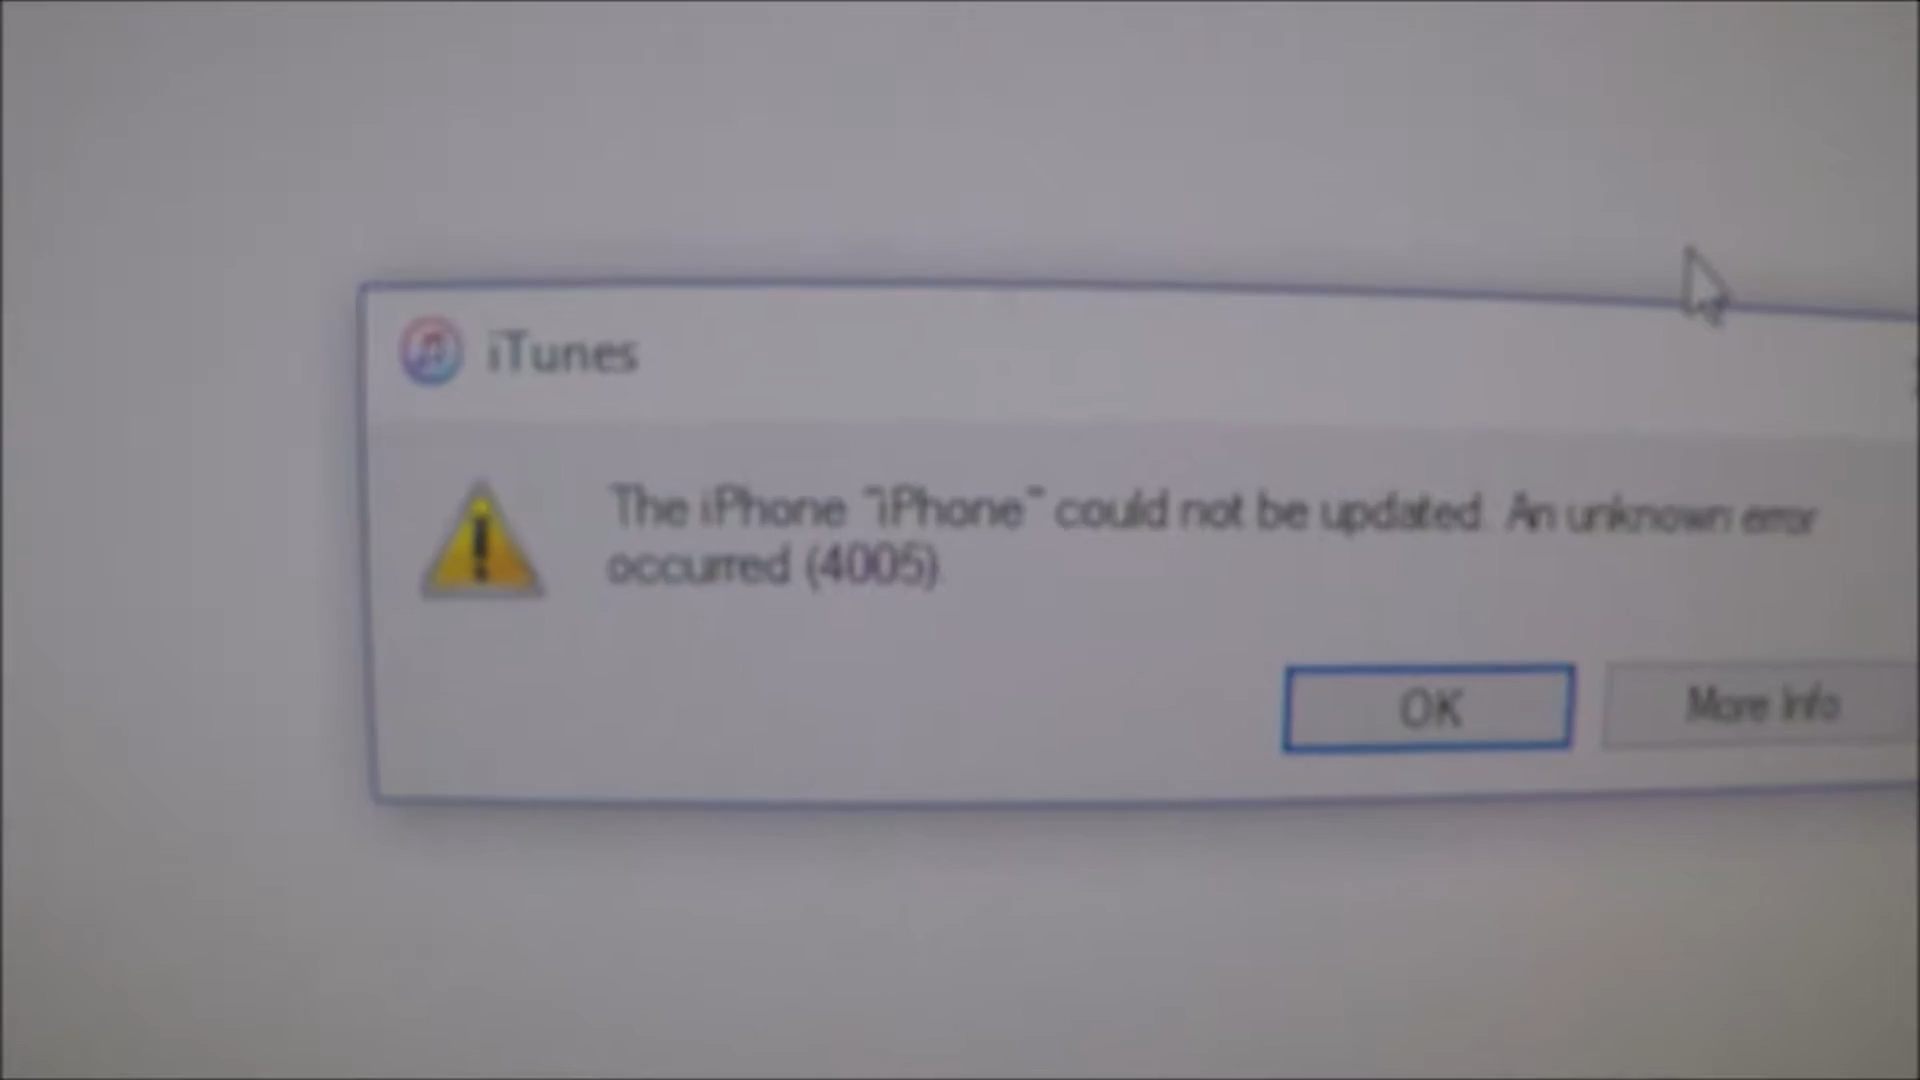 iTunes
The iPhone "iPhone" could not be updated. An unknown error
occurred (4005).
OK
More Info